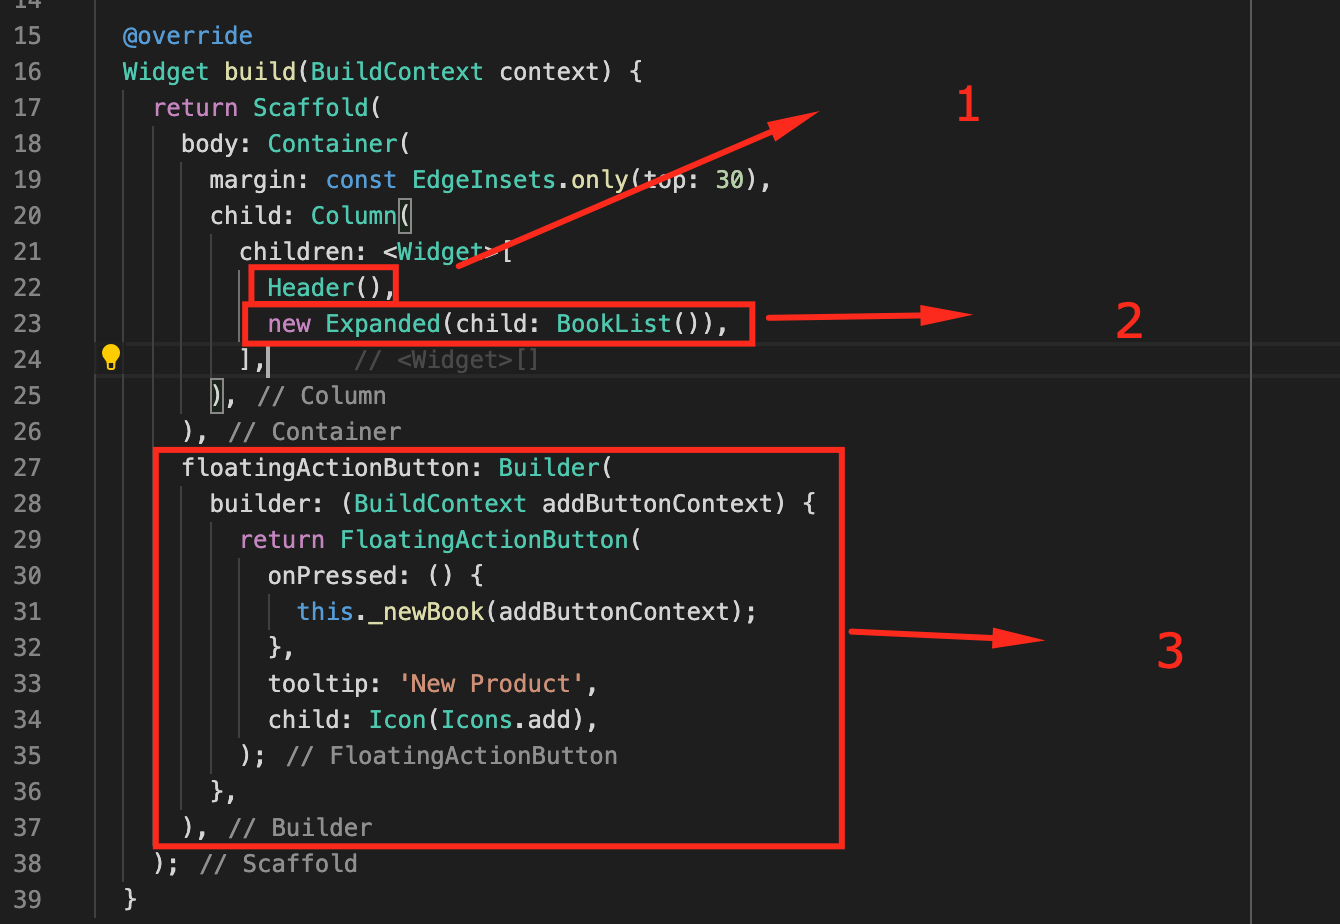 14
15 @override
16 Widget build(BuildContext context) {
1
17 return Scaffold(
18 body: Container(
19 margin: const EdgeInsets.only(top: 30),
20 child: Column(
21 children: <Widget>[
22 Header(),
23 new Expanded(child: BookList()),
2
24 ], // <Widget>[]
25 ), // Column
26 ), // Container
27 floatingActionButton: Builder(
28 builder: (BuildContext addButtonContext) {
29 return FloatingActionButton(
30 onPressed: () {
31 this._newBook(addButtonContext);
32 },
3
33 tooltip: 'New Product',
34 child: Icon(Icons.add),
35 ); // FloatingActionButton
36 },
37 ), // Builder
38 ); // Scaffold
39 }